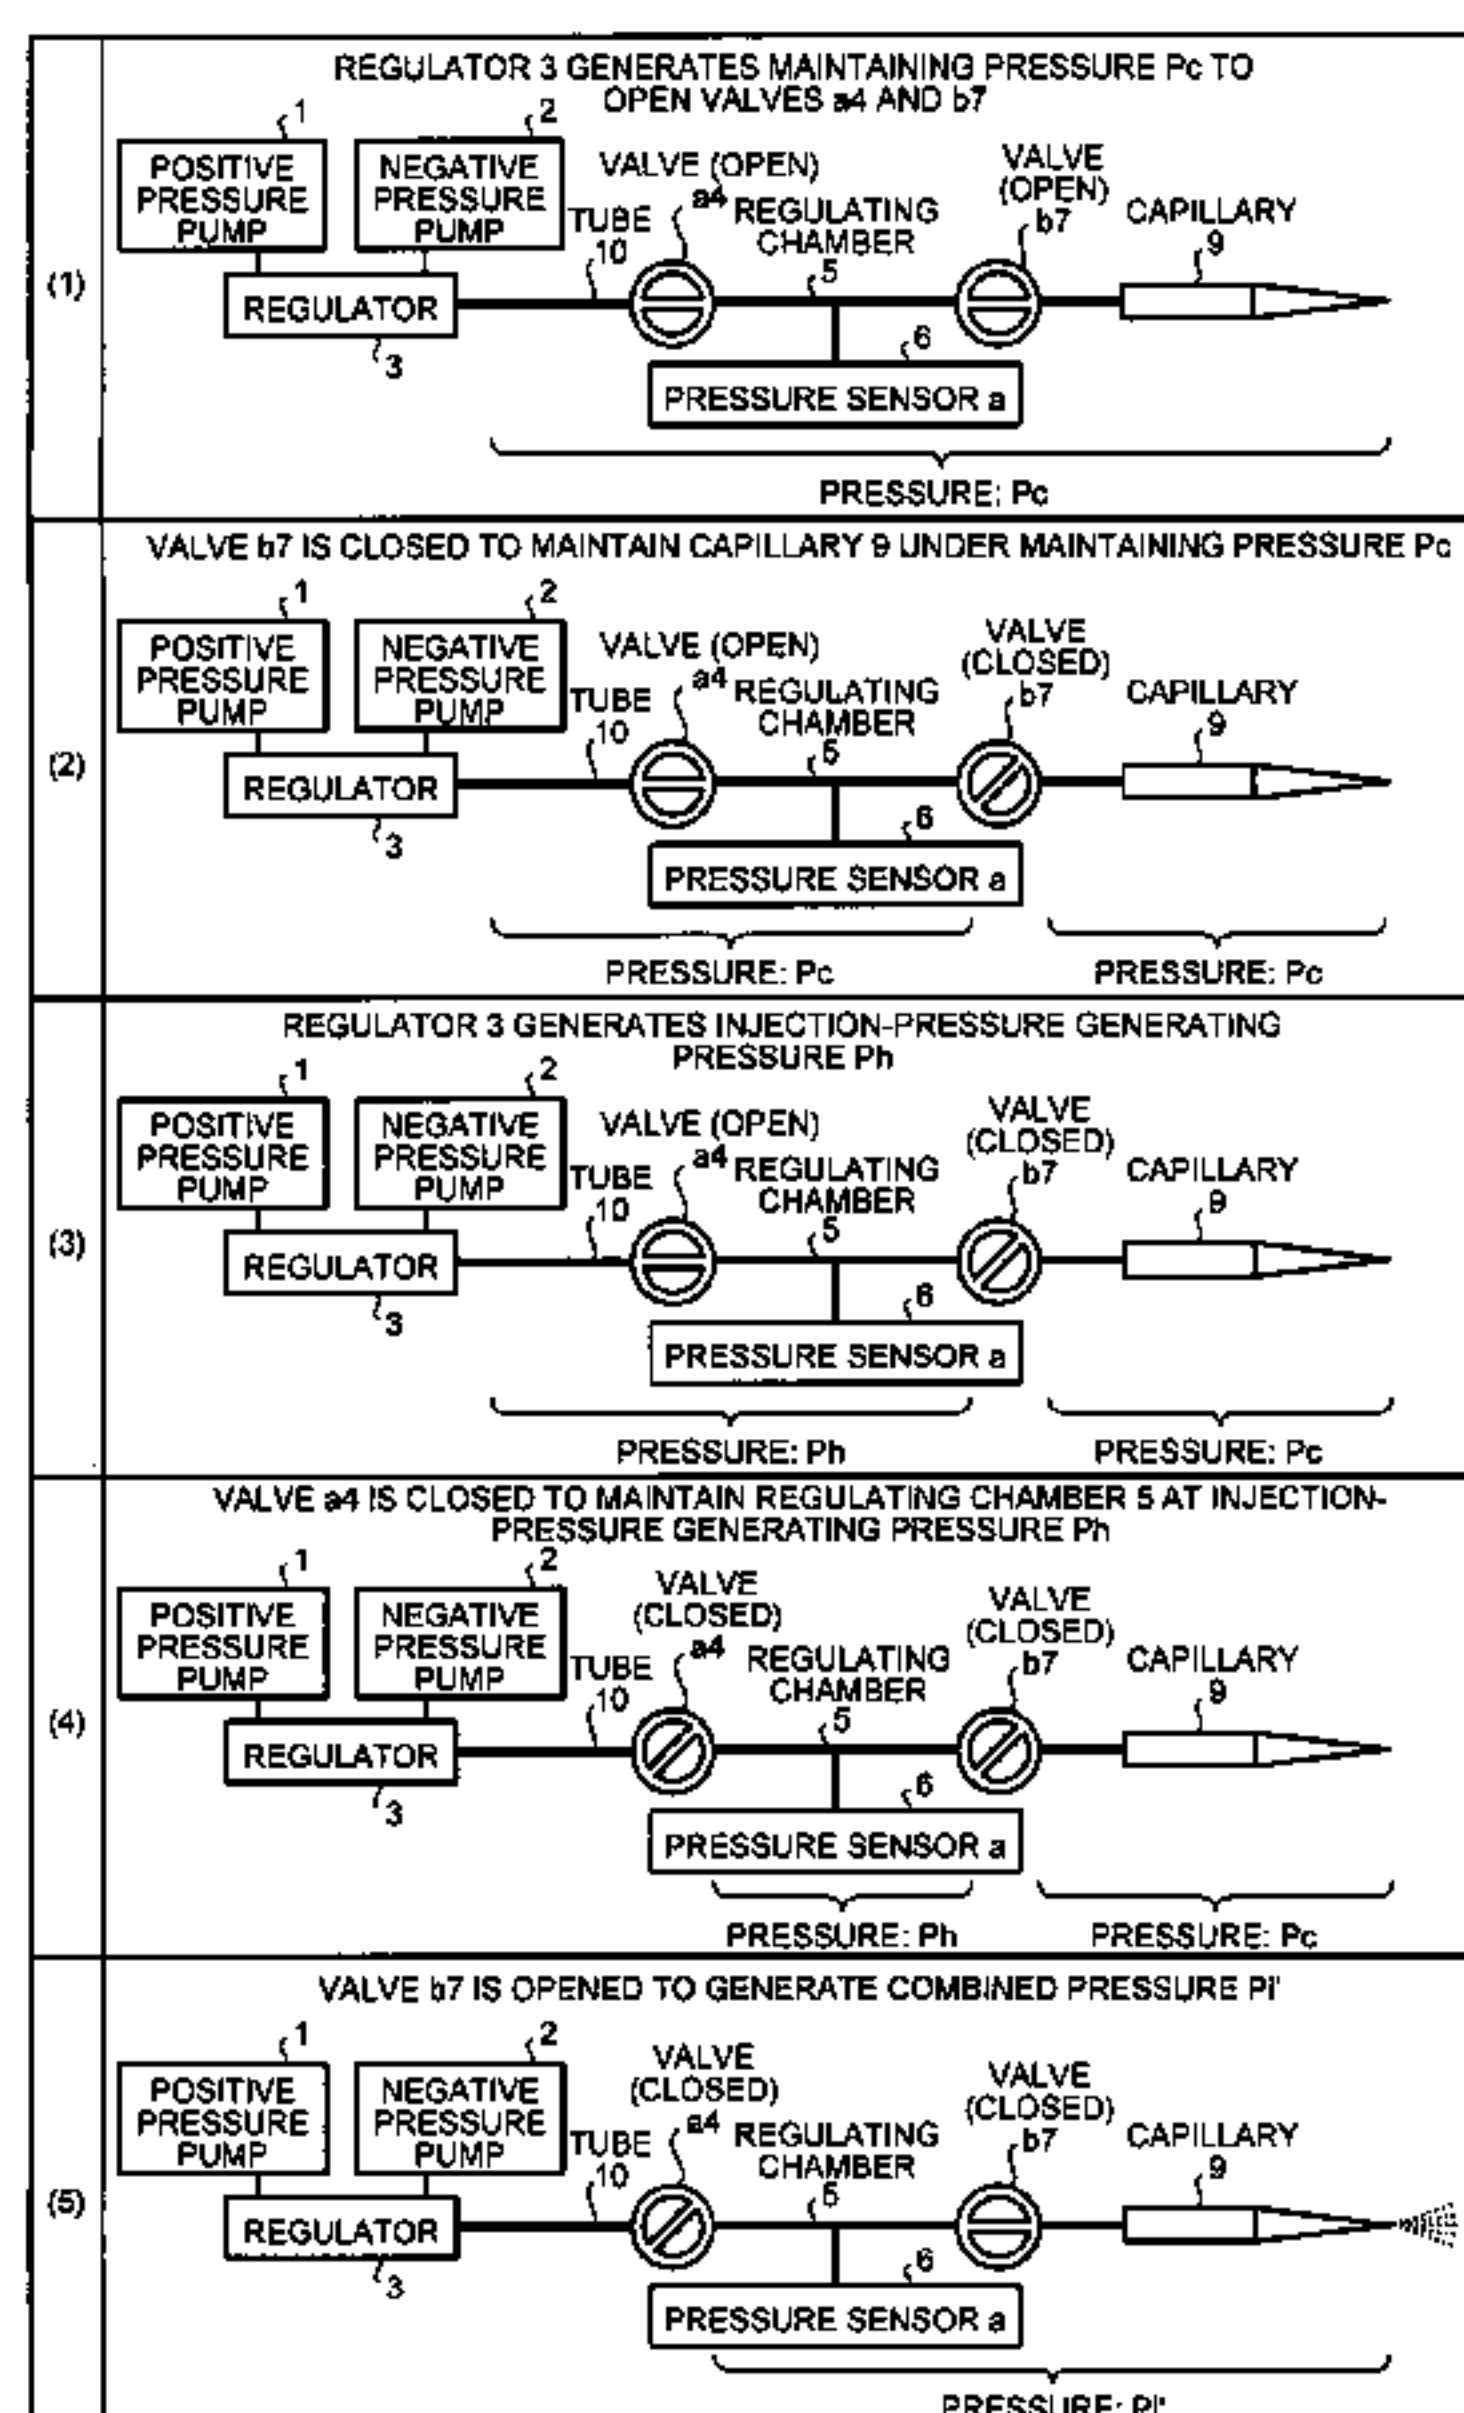 REGULATOR 3 GENERATES MAINTAINING PRESSURE Pc TO
OPEN VALVES a4 AND b7
1
2
POSITIVE
PRESSURE
PUMP
NEGATIVE
PRESSURE
PUMP
VALVE (OPEN)
a4
VALVE
(OPEN)
b7
TUBE
10
REGULATING
CHAMBER
5
CAPILLARY
9
(1)
REGULATOR
3
6
PRESSURE SENSOR a
PRESSURE: Pc
VALVE b7 IS CLOSED TO MAINTAIN CAPILLARY 9 UNDER MAINTAINING PRESSURE Pc
1
2
POSITIVE
PRESSURE
PUMP
NEGATIVE
PRESSURE
PUMP
VALVE (OPEN)
a4
VALVE
(CLOSED)
b7
TUBE
10
REGULATING
CHAMBER
5
CAPILLARY
9
(2)
REGULATOR
3
6
PRESSURE SENSOR a
PRESSURE: Pc
PRESSURE: Pc
REGULATOR 3 GENERATES INJECTION-PRESSURE GENERATING
PRESSURE Ph
1
2
POSITIVE
PRESSURE
PUMP
NEGATIVE
PRESSURE
PUMP
VALVE (OPEN)
a4
VALVE
(CLOSED)
b7
TUBE
10
REGULATING
CHAMBER
5
CAPILLARY
9
(3)
REGULATOR
3
6
PRESSURE SENSOR a
PRESSURE: Ph
PRESSURE: Pc
VALVE a4 IS CLOSED TO MAINTAIN REGULATING CHAMBER 5 AT INJECTION-
PRESSURE GENERATING PRESSURE Ph
1
2
POSITIVE
PRESSURE
PUMP
NEGATIVE
PRESSURE
PUMP
VALVE
(CLOSED)
a4
VALVE
(CLOSED)
b7
TUBE
10
REGULATING
CHAMBER
5
CAPILLARY
9
(4)
REGULATOR
3
6
PRESSURE SENSOR a
PRESSURE: Ph
PRESSURE: Pc
VALVE b7 IS OPENED TO GENERATE COMBINED PRESSURE Pi'
1
2
POSITIVE
PRESSURE
PUMP
NEGATIVE
PRESSURE
PUMP
VALVE
(CLOSED)
a4
VALVE
(CLOSED)
b7
TUBE
10
REGULATING
CHAMBER
5
CAPILLARY
9
(5)
REGULATOR
3
6
PRESSURE SENSOR a
PRESSURE: Pi'